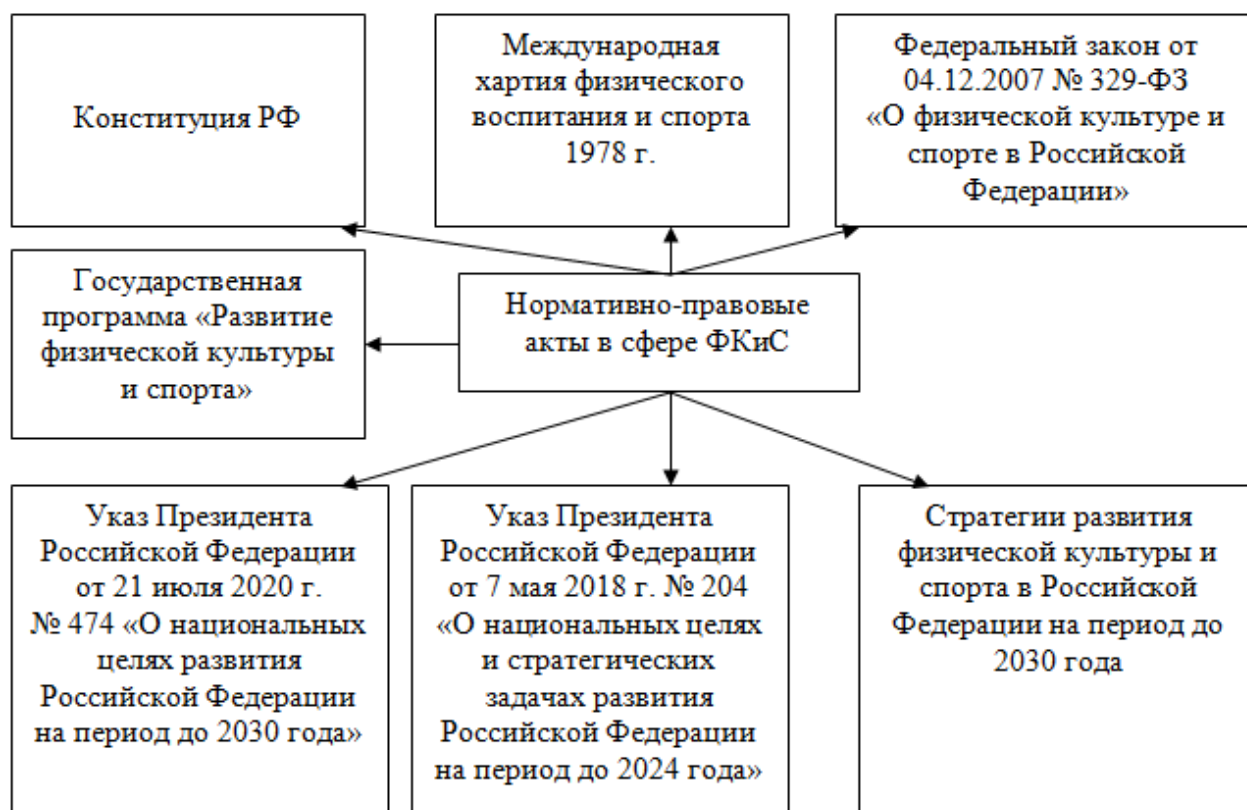 Конституция РФ
Международная
хартия физического
воспитания и спорта
1978 г.
Федеральный закон от
04.12.2007 № 329-ФЗ
«О физической культуре и
спорте в Российской
Федерации»
Государственная
программа «Развитие
физической культуры
и спорта»
Нормативно-правовые
акты в сфере ФКиС
Указ Президента
Российской Федерации
от 21 июля 2020 г.
№ 474 «О национальных
целях развития
Российской Федерации
на период до 2030 года»
Указ Президента
Российской Федерации
от 7 мая 2018 г. № 204
«О национальных целях
и стратегических
задачах развития
Российской Федерации
на период до 2024 года»
Стратегии развития
физической культуры и
спорта в Российской
Федерации на период до
2030 года